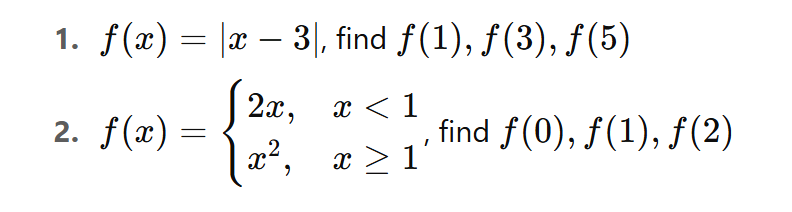 1. f(x) = |x − 3|, find f(1), f(3), f(5)
2. f(x) = { 2x, x < 1
x², x ≥ 1 , find f(0), f(1), f(2)